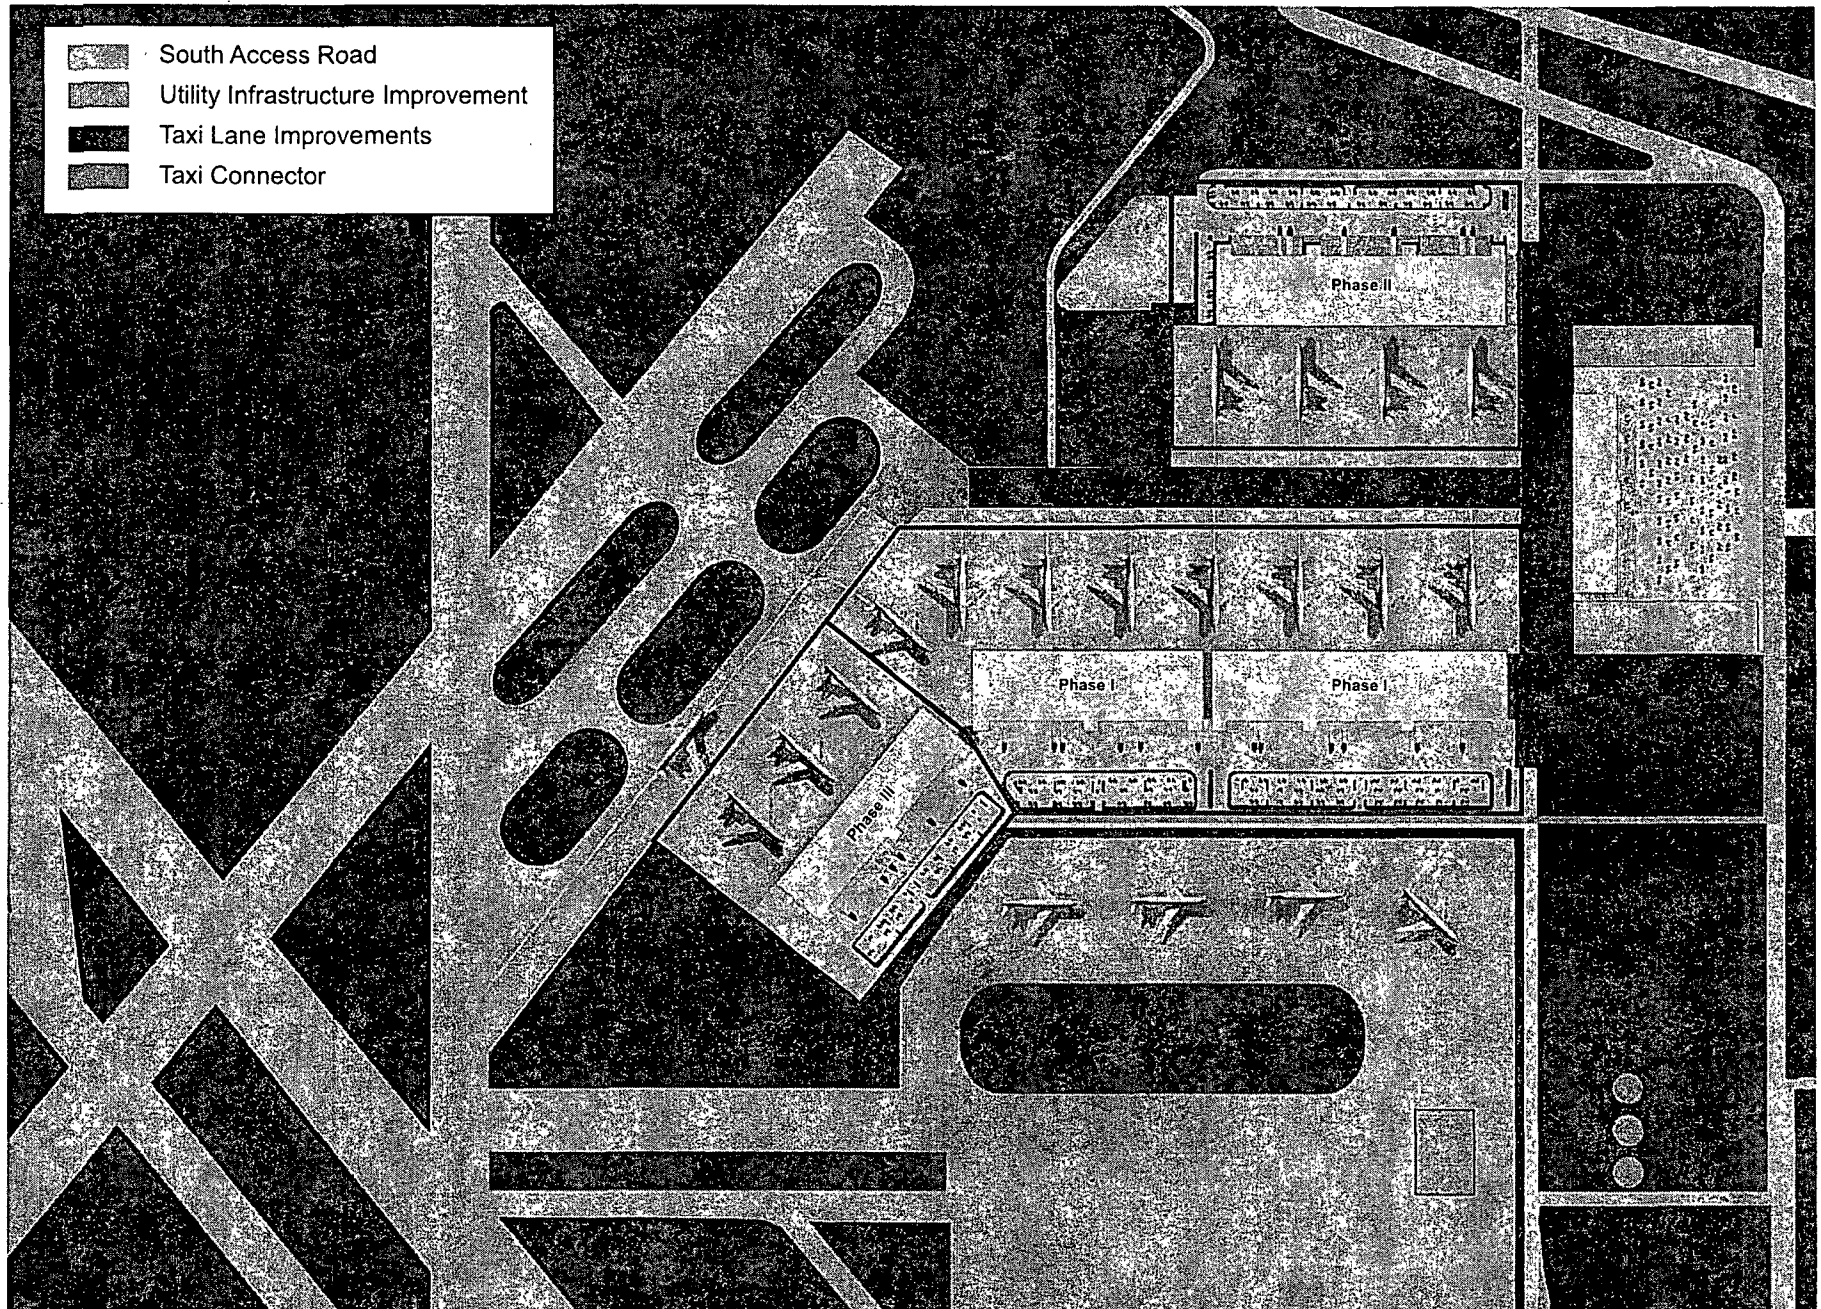 South Access Road
Utility Infrastructure Improvement
Taxi Lane Improvements
Taxi Connector
Phase II
Phase I
Phase I
Phase III